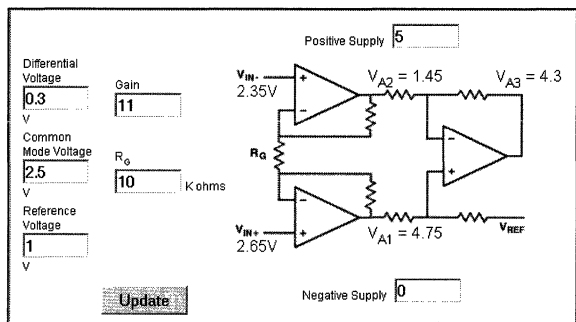 Positive Supply 5
Differential
Voltage
0.3
V
Gain
11
Common
Mode Voltage
2.5
V
RG
10 K ohms
Reference
Voltage
1
V
Update
VIN-
2.35V
VA2 = 1.45
VA3 = 4.3
+
-
RG
-
+
-
+
VIN+
2.65V
VA1 = 4.75
VREF
Negative Supply 0